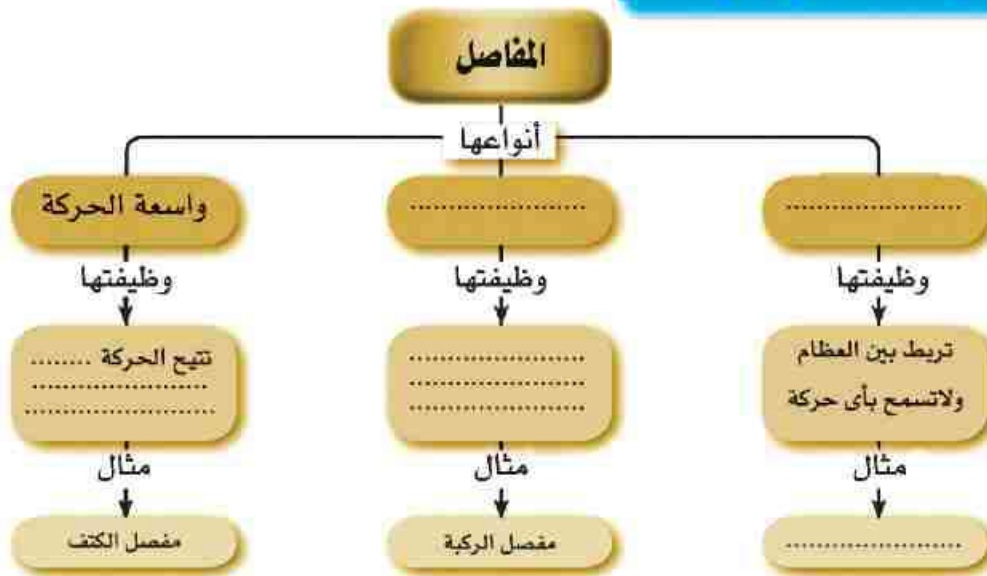 المفاصل
أنواعها
.......................
.......................
واسعة الحركة
وظيفتها
وظيفتها
وظيفتها
تربط بين العظام
ولاتسمح بأى حركة
.......................
.......................
.......................
تتيح الحركة ........
.......................
.......................
مثال
مثال
مثال
.......................
مفصل الركبة
مفصل الكتف